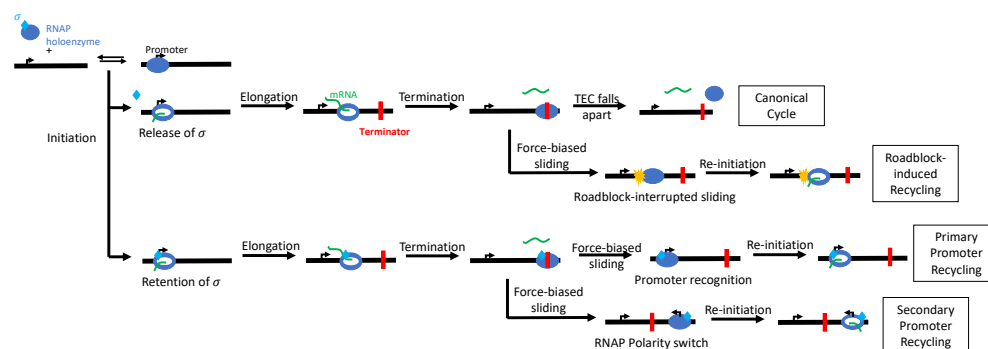 σ
RNAP
holoenzyme
+
Promoter
Initiation
Release of σ
Elongation
mRNA
Terminator
Termination
TEC falls
apart
Canonical
Cycle
Force-biased
sliding
Roadblock-interrupted sliding
Re-initiation
Roadblock-
induced
Recycling
Retention of σ
Elongation
Termination
Force-biased
sliding
Promoter recognition
Re-initiation
Primary
Promoter
Recycling
Force-biased
sliding
RNAP Polarity switch
Re-initiation
Secondary
Promoter
Recycling